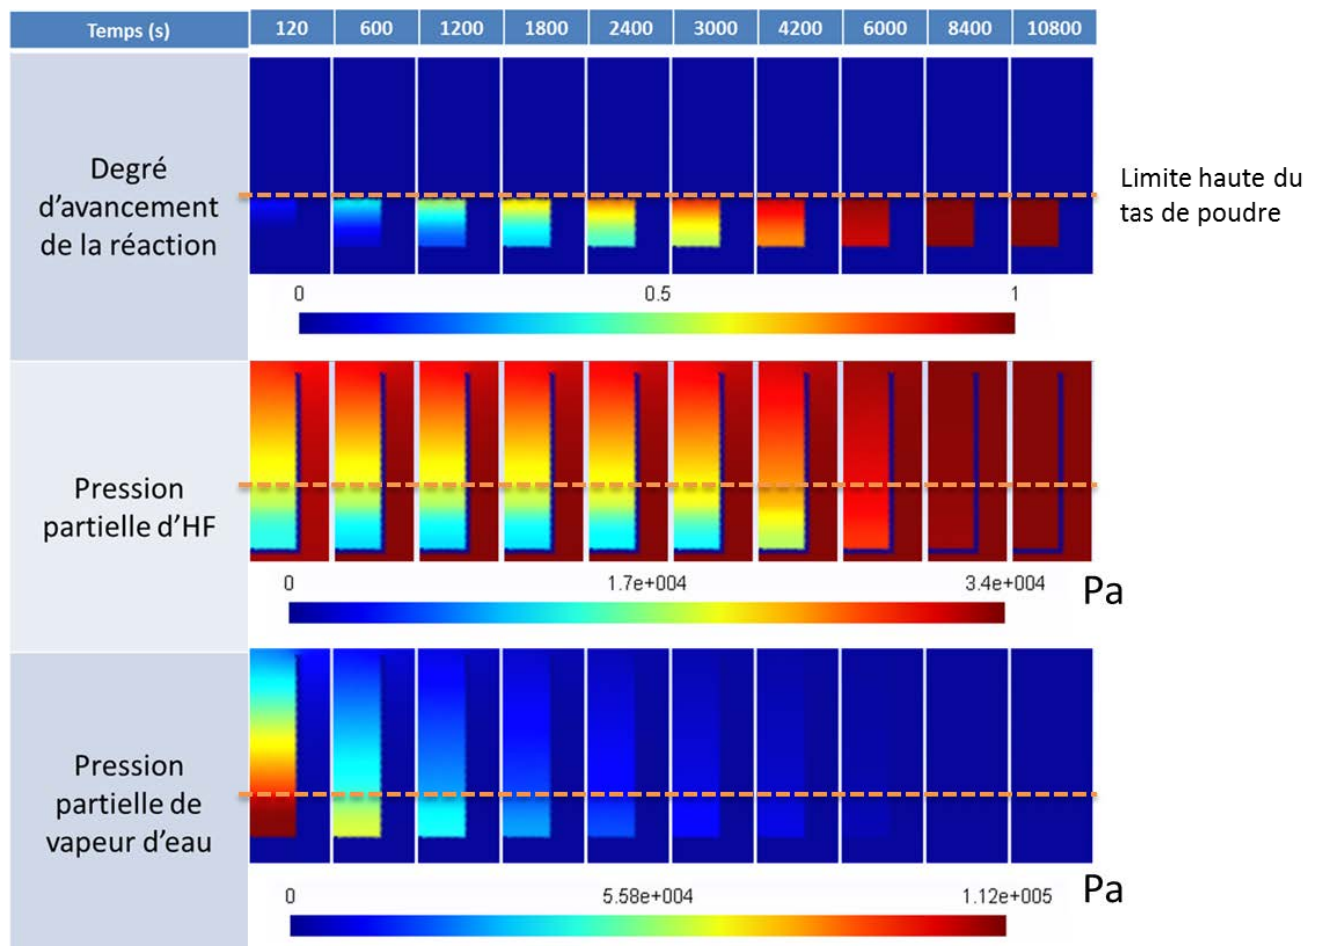 Temps (s) 120 600 1200 1800 2400 3000 4200 6000 8400 10800
Degré
d'avancement
de la réaction
Limite haute du
tas de poudre
0 0.5 1
Pression
partielle d'HF
0 1.7e+004 3.4e+004 Pa
Pression
partielle de
vapeur d'eau
0 5.58e+004 1.12e+005 Pa